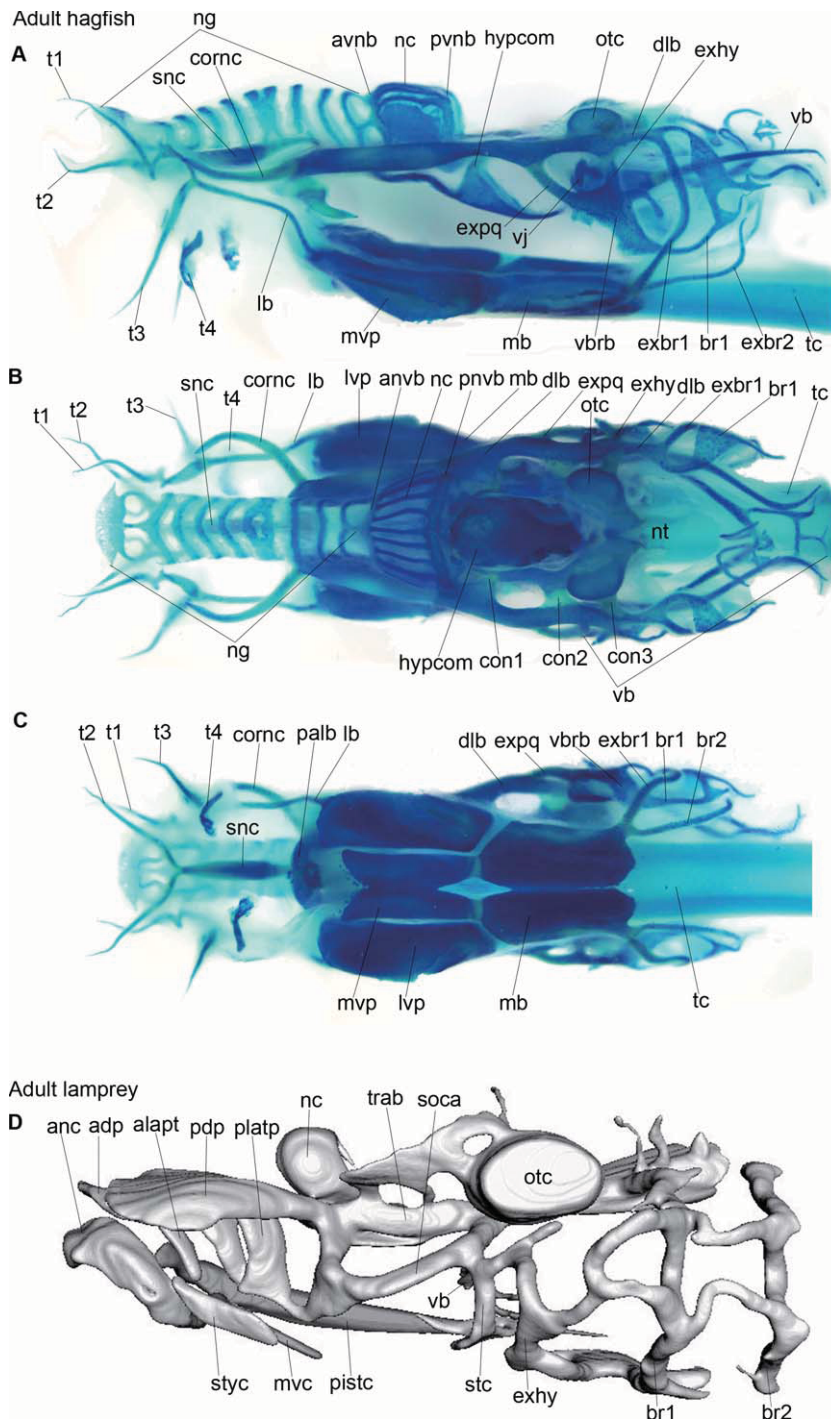 Adult hagfish
A
ng
avnb nc pvnb hypcom otc dlb exhy
t1 snc cornc vb
t2
expq vj
t3 t4 lb mvp mb vbrb exbr1 br1 exbr2 tc
B
snc t4 cornc lb lvp anvb nc pnvb mb dlb expq otc exhy dlb exbr1 br1 tc
t1 t2 t3
nt
ng hypcom con1 con2 con3 vb
C
t2 t1 t3 t4 cornc palb lb dlb expq vbrb exbr1 br1 br2
snc
mvp lvp mb tc
Adult lamprey
D
anc adp alapt pdp platp nc trab soca
otc
vb
styc mvc pistc stc exhy br1 br2